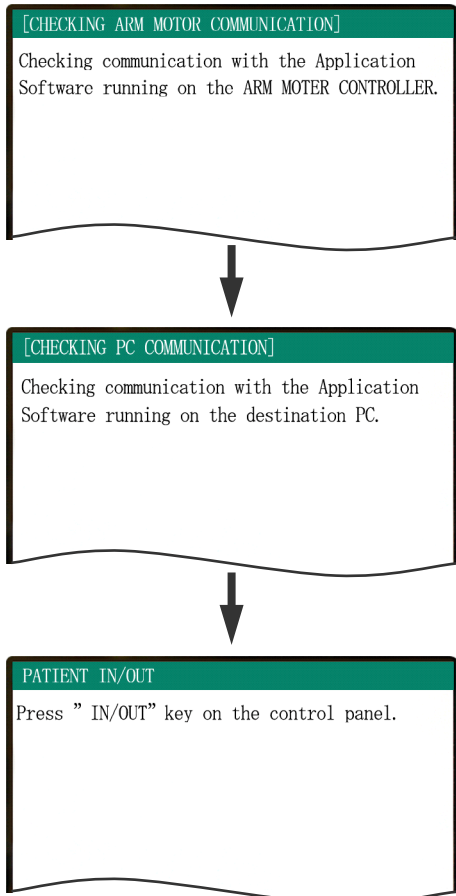 [CHECKING ARM MOTOR COMMUNICATION]
Checking communication with the Application
Software running on the ARM MOTER CONTROLLER.
[CHECKING PC COMMUNICATION]
Checking communication with the Application
Software running on the destination PC.
PATIENT IN/OUT
Press ” IN/OUT” key on the control panel.